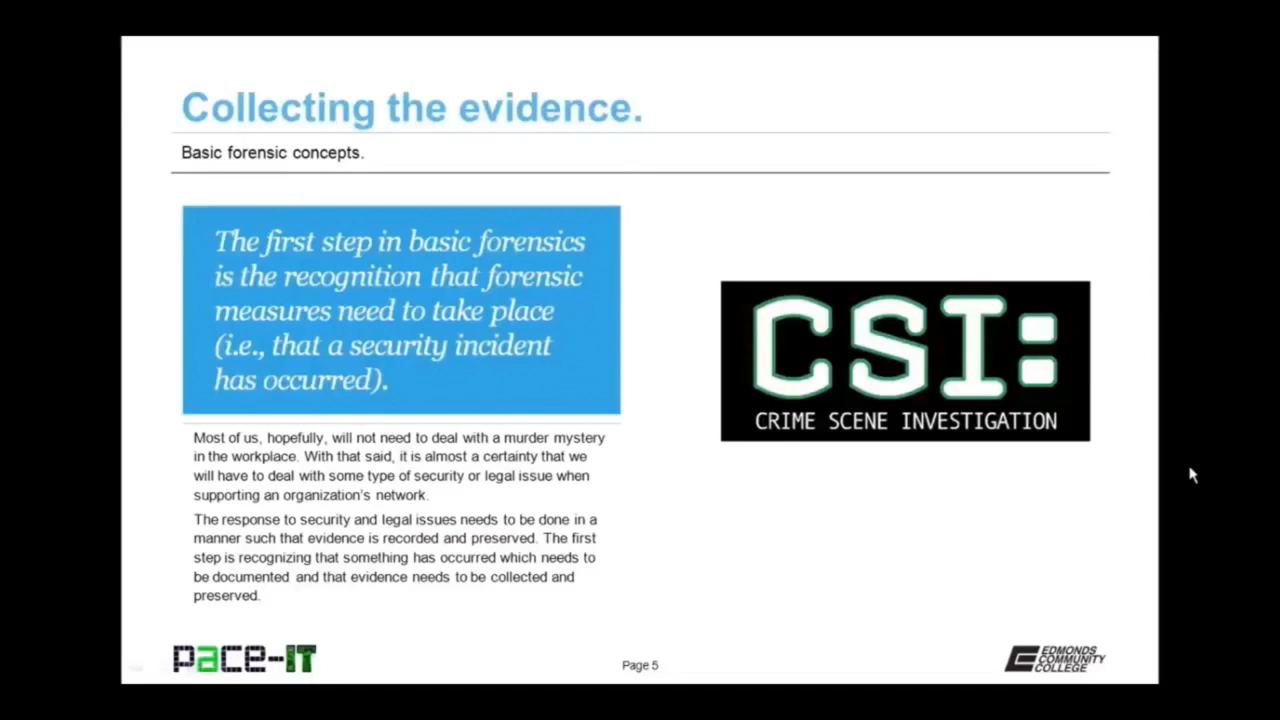 Collecting the evidence.
Basic forensic concepts.
The first step in basic forensics
is the recognition that forensic
measures need to take place
(i.e., that a security incident
has occurred).
Most of us, hopefully, will not need to deal with a murder mystery
in the workplace. With that said, it is almost a certainty that we
will have to deal with some type of security or legal issue when
supporting an organization's network.
The response to security and legal issues needs to be done in a
manner such that evidence is recorded and preserved. The first
step is recognizing that something has occurred which needs to
be documented and that evidence needs to be collected and
preserved.
CSI:
CRIME SCENE INVESTIGATION
pace-IT
Page 5
EDMONDS
COMMUNITY
COLLEGE